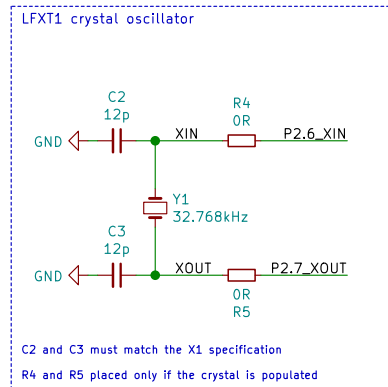 LFXT1 crystal oscillator
C2
12p
R4
0R
GND
XIN
P2.6_XIN
Y1
32.768kHz
C3
12p
GND
XOUT
P2.7_XOUT
0R
R5
C2 and C3 must match the X1 specification
R4 and R5 placed only if the crystal is populated